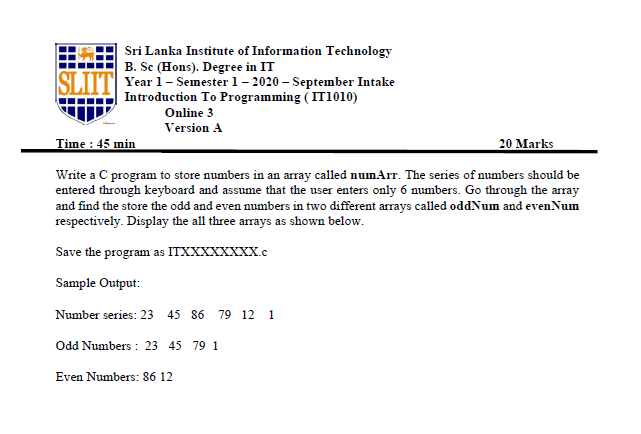 SLIIT
Sri Lanka Institute of Information Technology
B. Sc (Hons). Degree in IT
Year 1 – Semester 1 – 2020 – September Intake
Introduction To Programming ( IT1010)
Online 3
Version A
Time : 45 min 20 Marks
Write a C program to store numbers in an array called numArr. The series of numbers should be
entered through keyboard and assume that the user enters only 6 numbers. Go through the array
and find the store the odd and even numbers in two different arrays called oddNum and evenNum
respectively. Display the all three arrays as shown below.
Save the program as ITXXXXXXXX.c
Sample Output:
Number series: 23 45 86 79 12 1
Odd Numbers : 23 45 79 1
Even Numbers: 86 12